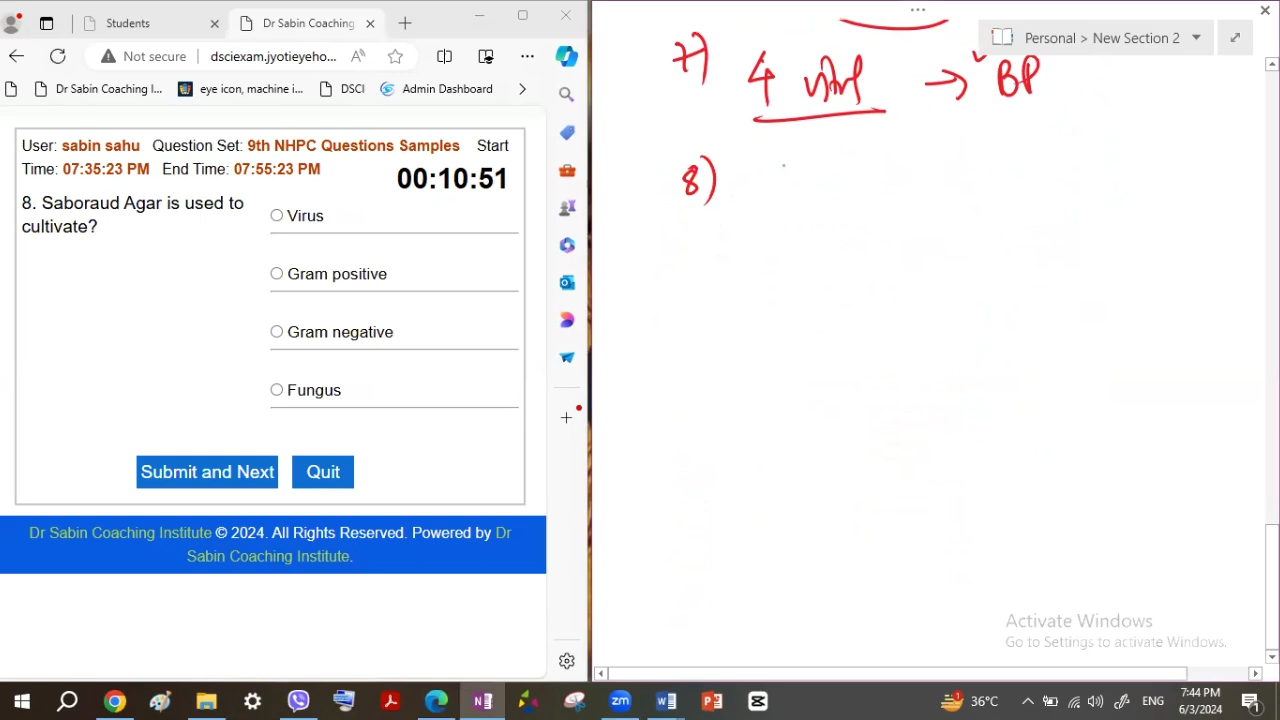 Students
Dr Sabin Coaching
Not secure
dsciexam.jyotieyeho...
Dr Sabin Coaching I...
eye icon, machine i...
DSCI
Admin Dashboard
User: sabin sahu Question Set: 9th NHPC Questions Samples Start
Time: 07:35:23 PM End Time: 07:55:23 PM
00:10:51
8. Saboraud Agar is used to
cultivate?
Virus
Gram positive
Gram negative
Fungus
Submit and Next
Quit
Dr Sabin Coaching Institute © 2024. All Rights Reserved. Powered by Dr
Sabin Coaching Institute.
Personal > New Section 2
7) 4 → BP
8)
Activate Windows
Go to Settings to activate Windows.
36°C
ENG
7:44 PM
6/3/2024